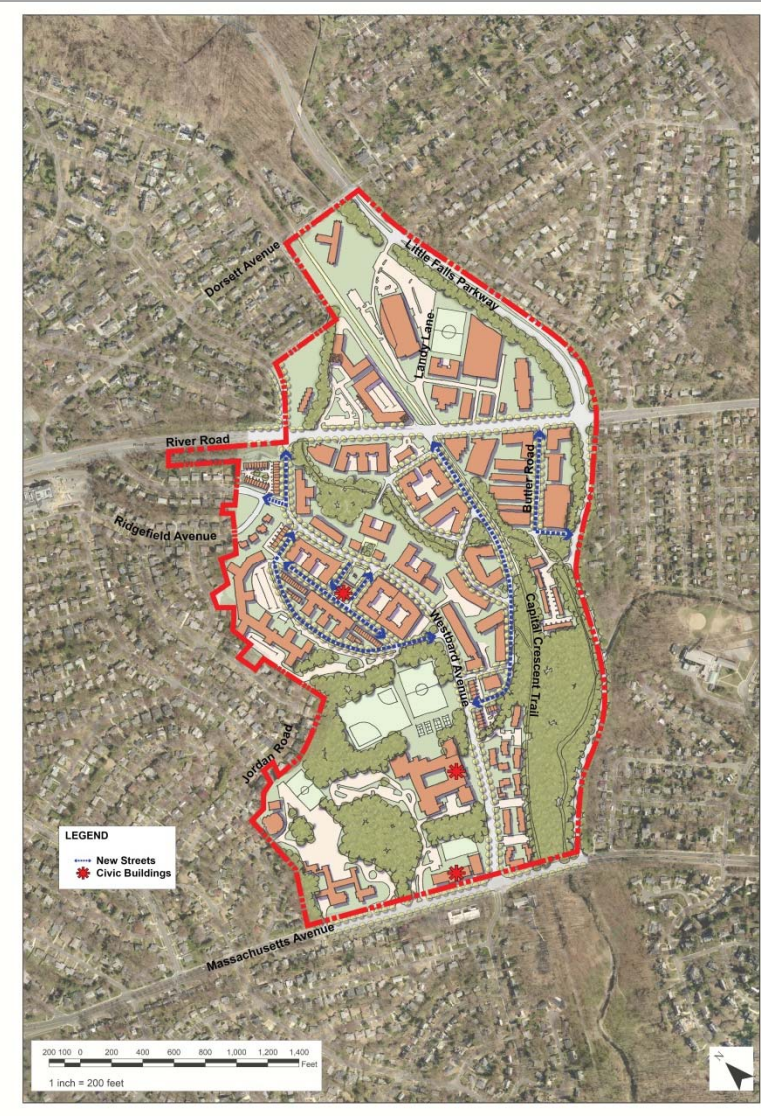 Dorsett Avenue
Little Falls Parkway
Landy Lane
River Road
Butler Road
Ridgefield Avenue
Westbard Avenue
Capital Crescent Trail
Jordan Road
LEGEND
New Streets
Civic Buildings
Massachusetts Avenue
200 100 0 200 400 600 800 1,000 1,200 1,400
Feet
1 inch = 200 feet
N